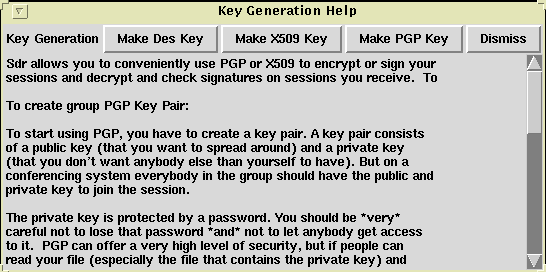 Key Generation Help
Key Generation Make Des Key Make X509 Key Make PGP Key Dismiss
Sdr allows you to conveniently use PGP or X509 to encrypt or sign your
sessions and decrypt and check signatures on sessions you receive.  To
To create group PGP Key Pair:
To start using PGP, you have to create a key pair. A key pair consists
of a public key (that you want to spread around) and a private key
(that you don't want anybody else than yourself to have). But on a
conferencing system everybody in the group should have the public and
private key to join the session.
The private key is protected by a password. You should be *very*
careful not to lose that password *and* not to let anybody get access
to it.  PGP can offer a very high level of security, but if people can
read your file (especially the file that contains the private key) and